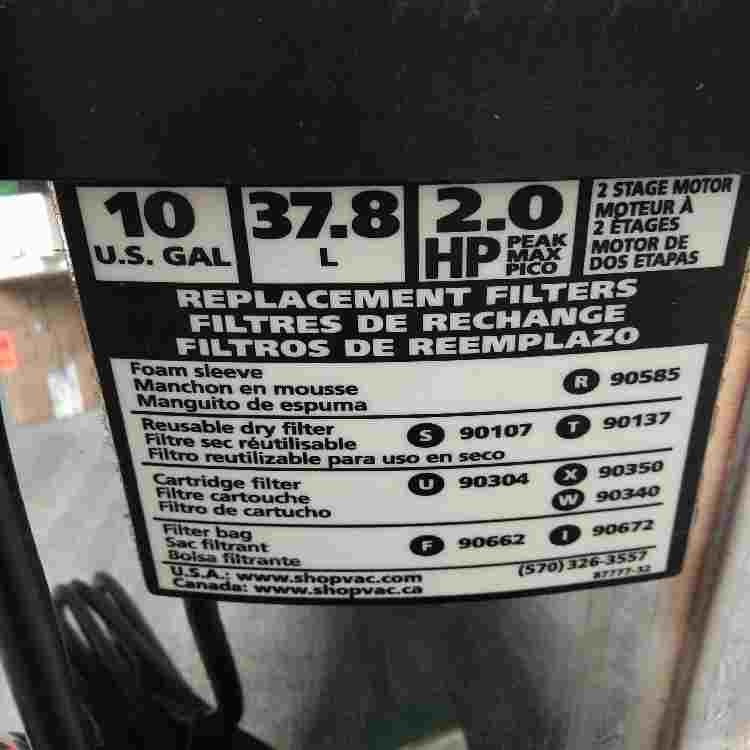 10
U.S. GAL
37.8
L
2.0
HP PEAK MAX PICO
2 STAGE MOTOR
MOTEUR À
2 ÉTAGES
MOTOR DE
DOS ETAPAS
REPLACEMENT FILTERS
FILTRES DE RECHANGE
FILTROS DE REEMPLAZO
Foam sleeve
Manchon en mousse
Manguito de espuma
R 90585
Reusable dry filter
Filtre sec réutilisable
Filtro reutilizable para uso en seco
S 90107 T 90137
Cartridge filter
Filtre cartouche
Filtro de cartucho
U 90304 X 90350
W 90340
Filter bag
Sac filtrant
Bolsa filtrante
F 90662 I 90672
U.S.A.: www.shopvac.com
Canada: www.shopvac.ca
(570) 326-3557
87777-32